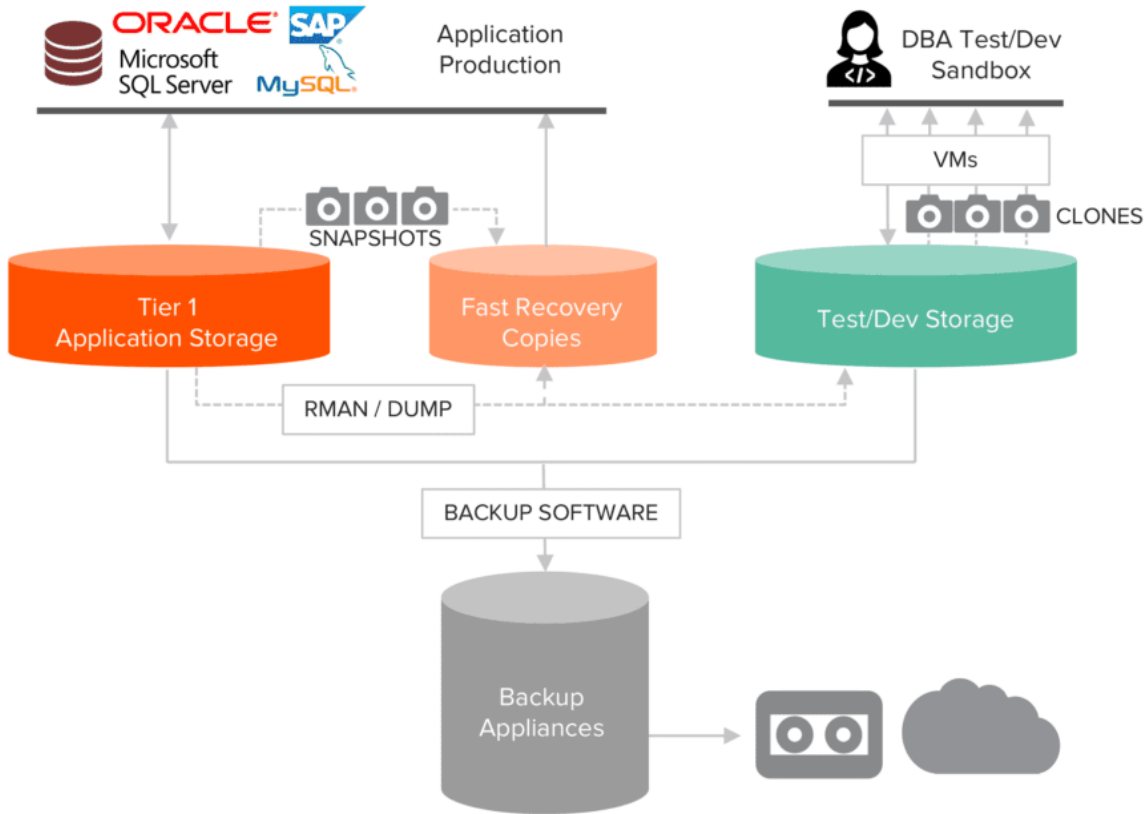 ORACLE®
SAP®
Microsoft
SQL Server
MySQL®
Application
Production
</>
DBA Test/Dev
Sandbox
VMs
SNAPSHOTS
CLONES
Tier 1
Application Storage
Fast Recovery
Copies
Test/Dev Storage
RMAN / DUMP
BACKUP SOFTWARE
Backup
Appliances